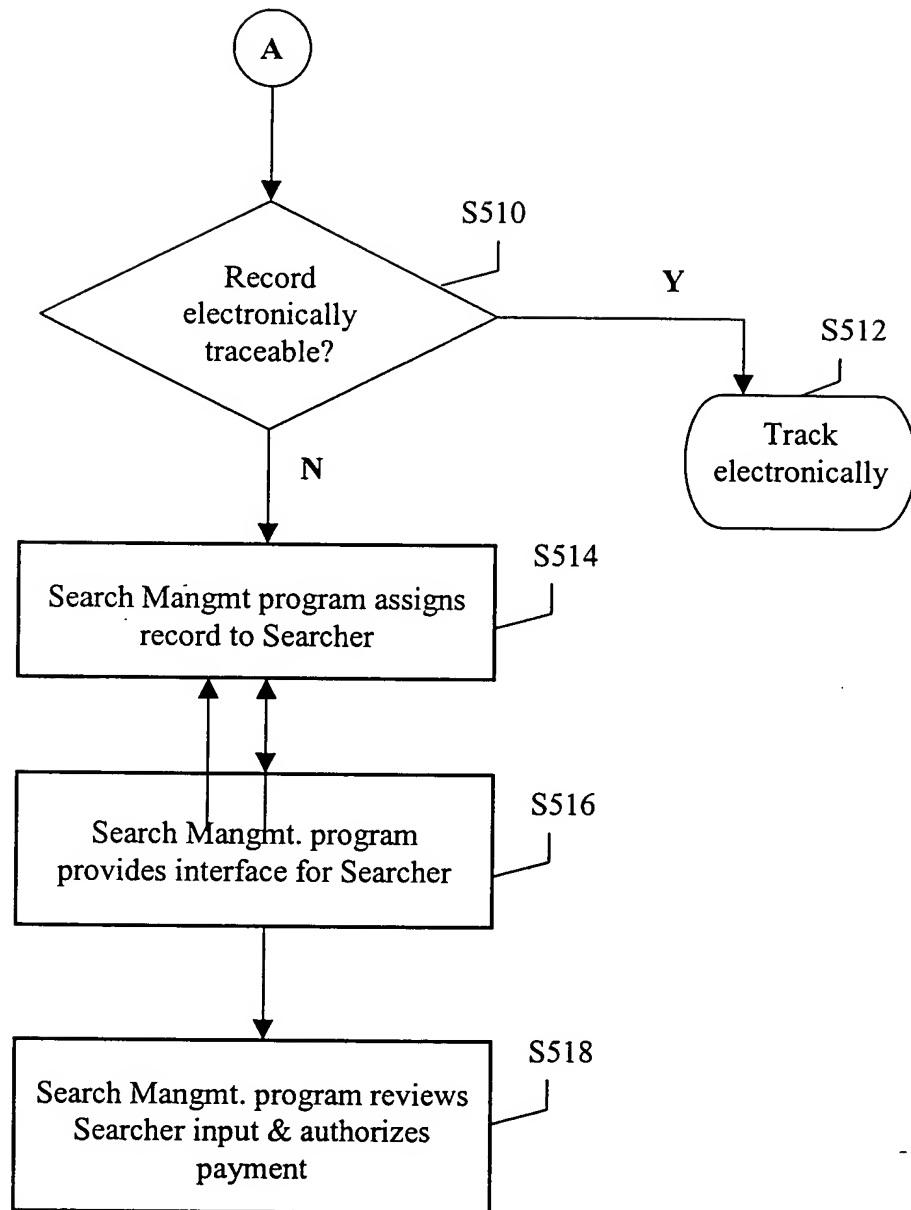 A
S510
Record
electronically
traceable?
Y
S512
Track
electronically
N
S514
Search Mangmt program assigns
record to Searcher
S516
Search Mangmt. program
provides interface for Searcher
S518
Search Mangmt. program reviews
Searcher input & authorizes
payment